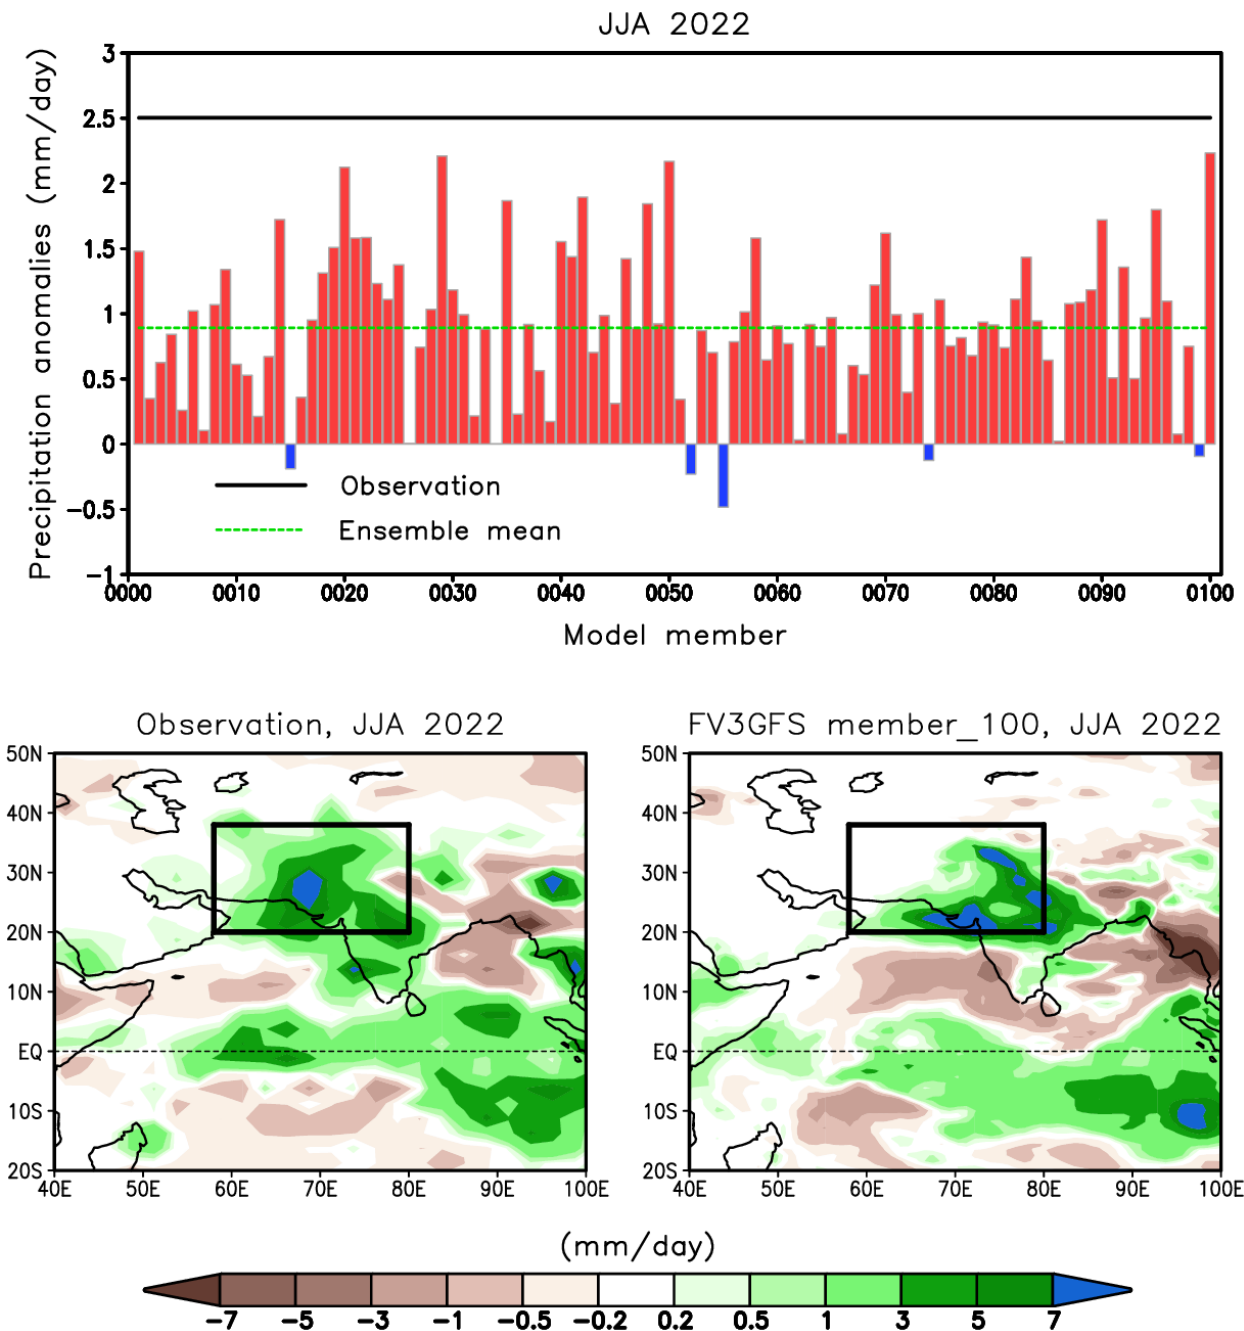 JJA 2022
Precipitation anomalies (mm/day)
3
2.5
2
1.5
1
0.5
0
-0.5
-1
Observation
Ensemble mean
0000 0010 0020 0030 0040 0050 0060 0070 0080 0090 0100
Model member
Observation, JJA 2022
50N
40N
30N
20N
10N
EQ
10S
20S
40E 50E 60E 70E 80E 90E 100E
FV3GFS member_100, JJA 2022
50N
40N
30N
20N
10N
EQ
10S
20S
40E 50E 60E 70E 80E 90E 100E
(mm/day)
-7 -5 -3 -1 -0.5 -0.2 0.2 0.5 1 3 5 7